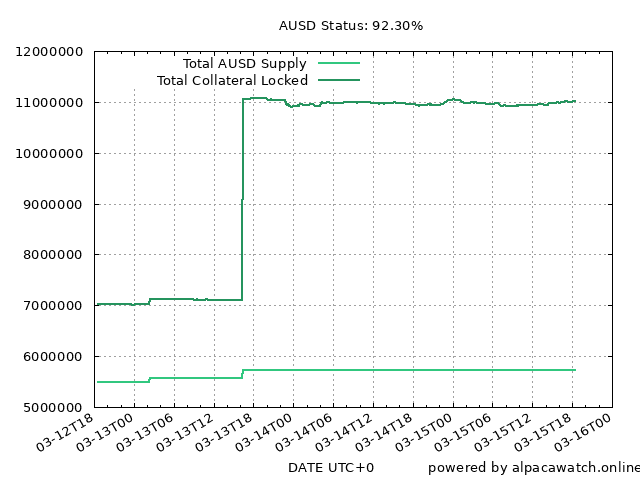 AUSD Status: 92.30%
12000000
11000000
10000000
9000000
8000000
7000000
6000000
5000000
Total AUSD Supply
Total Collateral Locked
03-12T18
03-13T00
03-13T06
03-13T12
03-13T18
03-14T00
03-14T06
03-14T12
03-14T18
03-15T00
03-15T06
03-15T12
03-15T18
03-16T00
DATE UTC+0
powered by alpacawatch.online